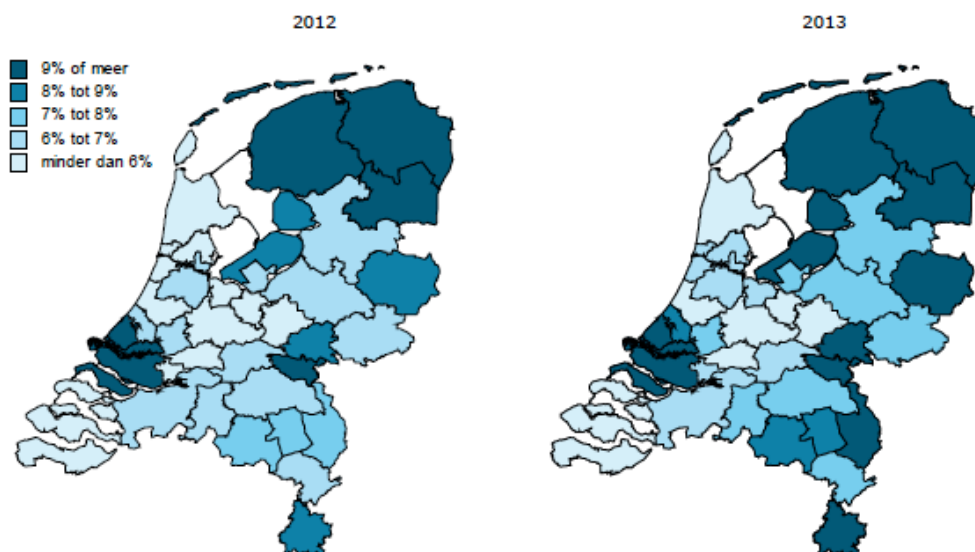 2012
2013
9% of meer
8% tot 9%
7% tot 8%
6% tot 7%
minder dan 6%